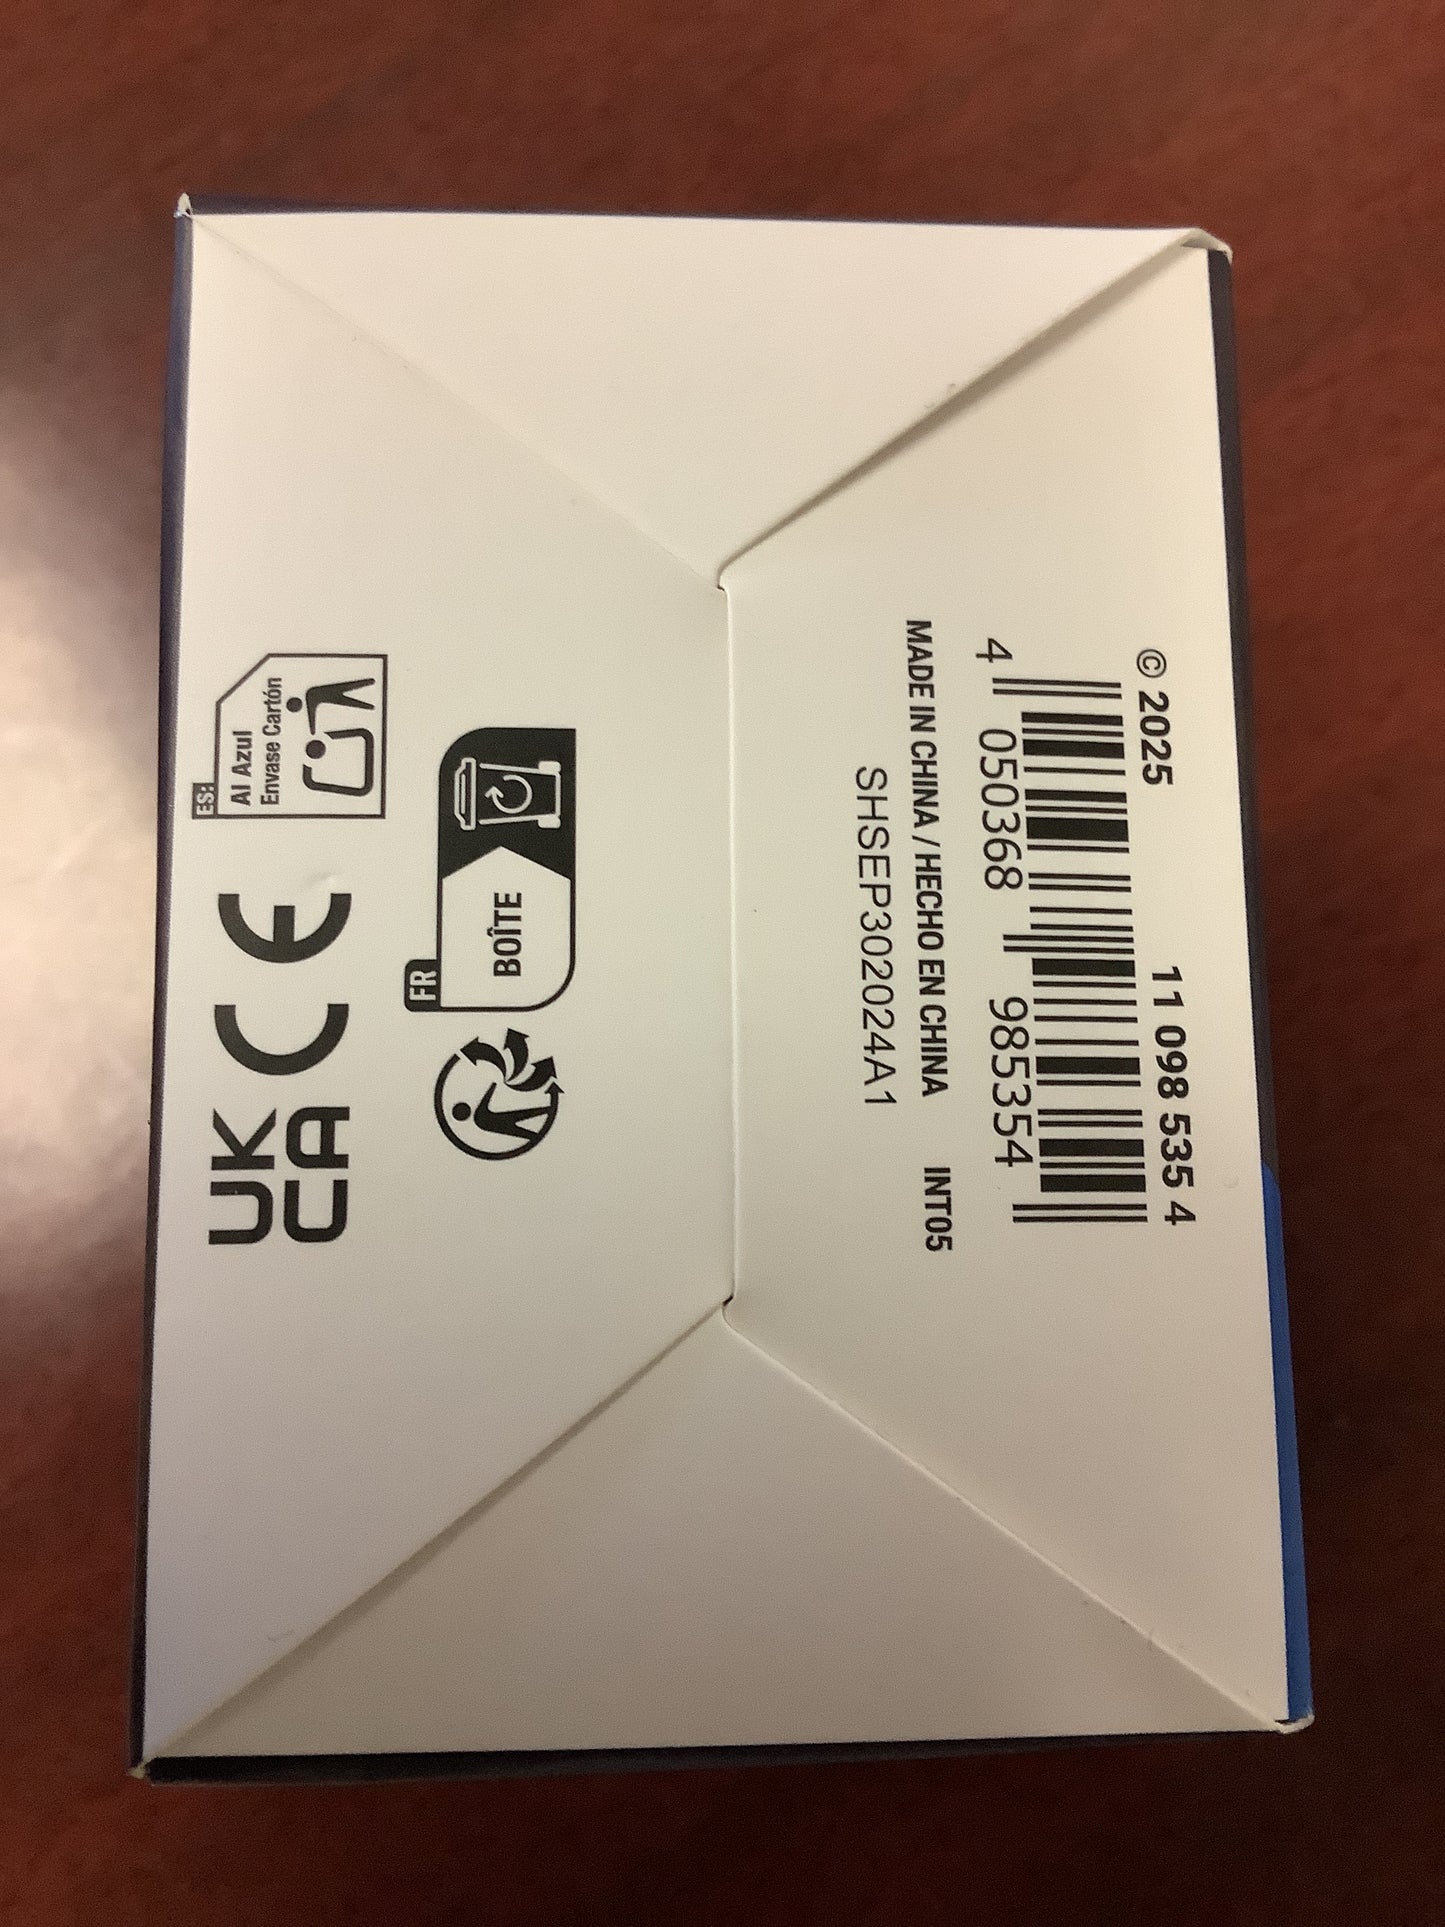 © 2025 11 098 535 4
4 050368 985354
MADE IN CHINA / HECHO EN CHINA INT05
SHSEP302024A1
FR
BOÎTE
ES:
Al Azul
Envase Cartón
CE
UK
CA